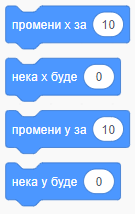 промени x за 10
нека x буде 0
промени y за 10
нека y буде 0